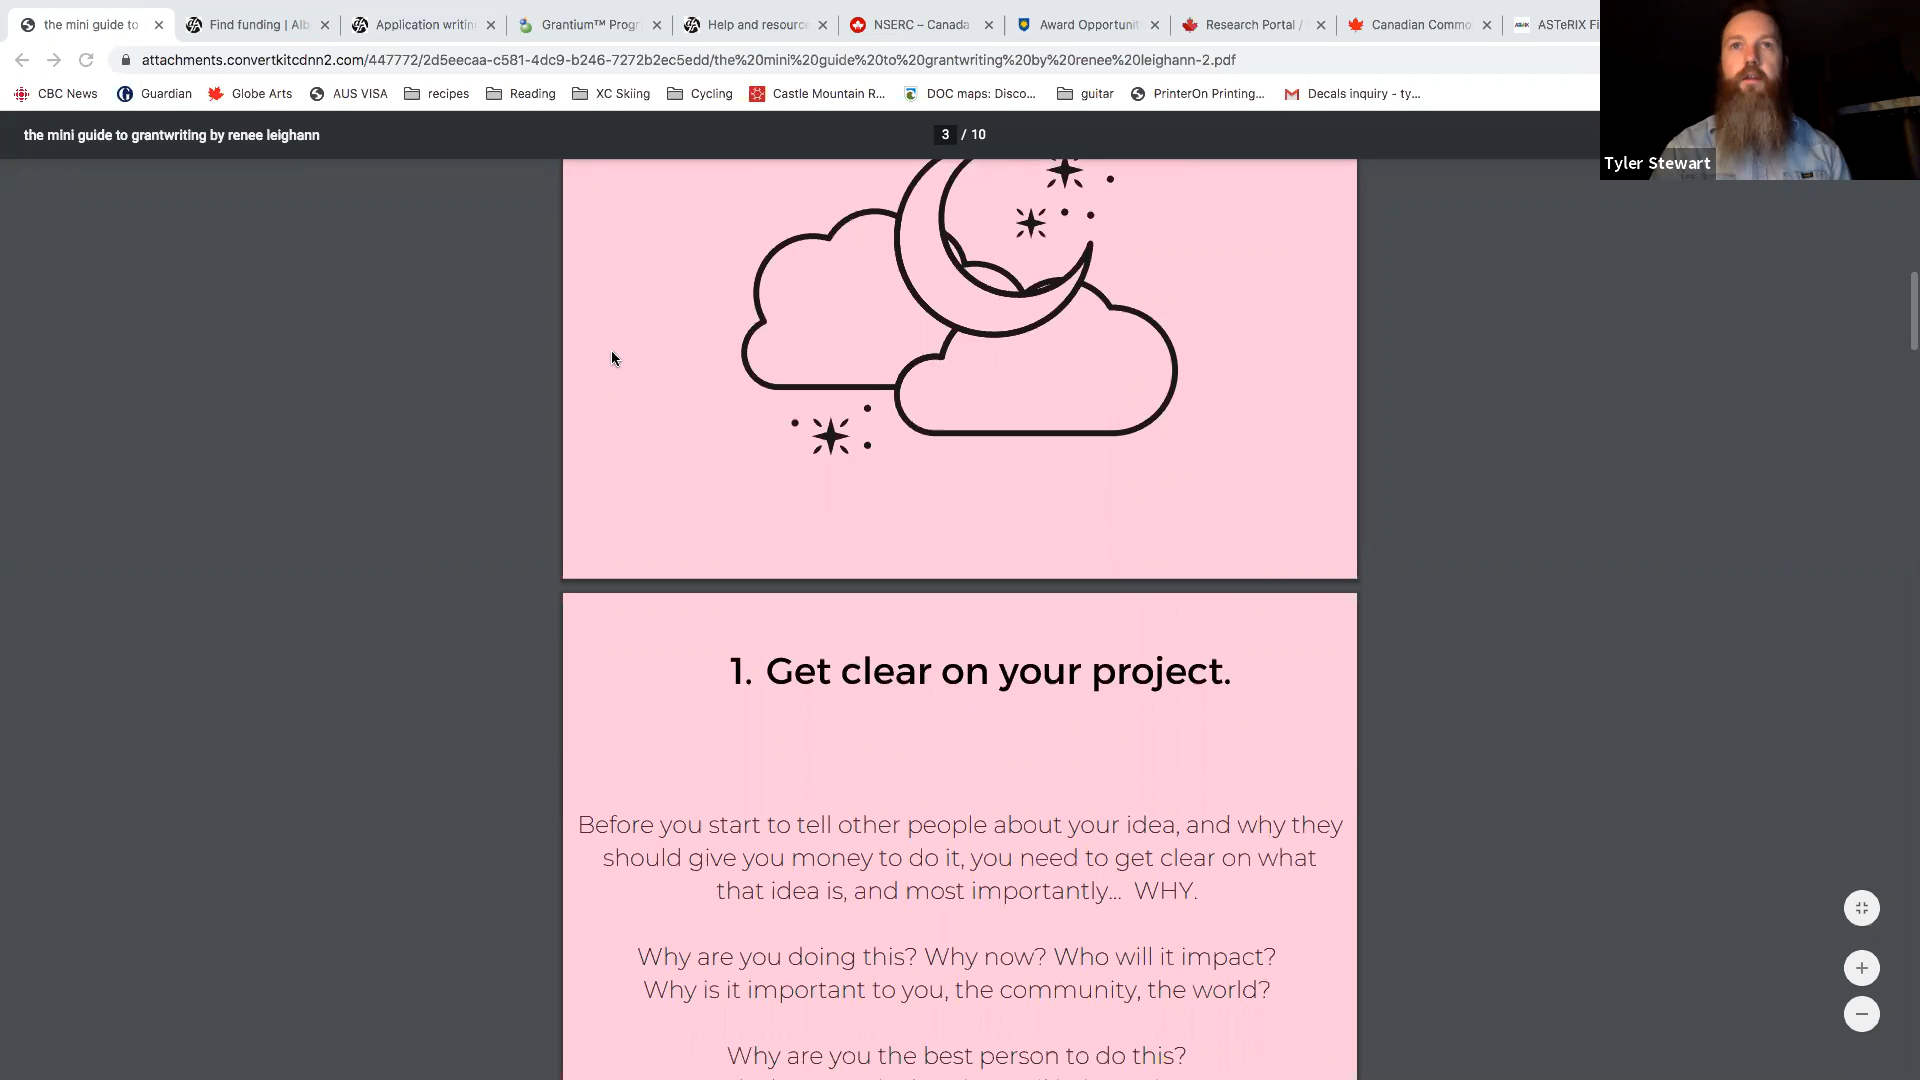 the mini guide to
Find funding | Alb
Application writin
Grantium™ Prog
Help and resource
NSERC – Canada
Award Opportunit
Research Portal /
Canadian Commo
ASTeRIX Fi
attachments.convertkitcdnn2.com/447772/2d5eecaa-c581-4dc9-b246-7272b2ec5edd/the%20mini%20guide%20to%20grantwriting%20by%20renee%20leighann-2.pdf
CBC News
Guardian
Globe Arts
AUS VISA
recipes
Reading
XC Skiing
Cycling
Castle Mountain R...
DOC maps: Disco...
guitar
PrinterOn Printing...
Decals inquiry - ty...
Tyler Stewart
the mini guide to grantwriting by renee leighann
3 / 10
1. Get clear on your project.
Before you start to tell other people about your idea, and why they
should give you money to do it, you need to get clear on what
that idea is, and most importantly... WHY.
Why are you doing this? Why now? Who will it impact?
Why is it important to you, the community, the world?
Why are you the best person to do this?